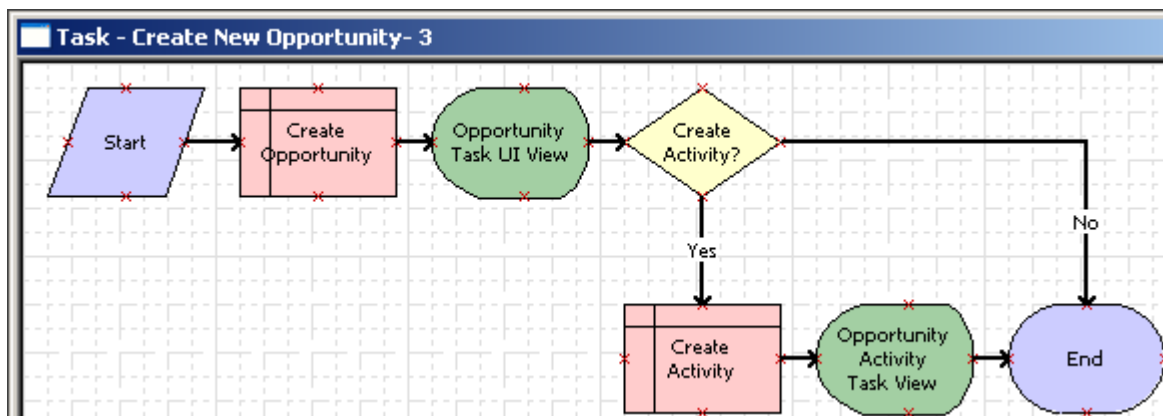 Task - Create New Opportunity- 3
Start
Create
Opportunity
Opportunity
Task UI View
Create
Activity?
No
Yes
Create
Activity
Opportunity
Activity
Task View
End